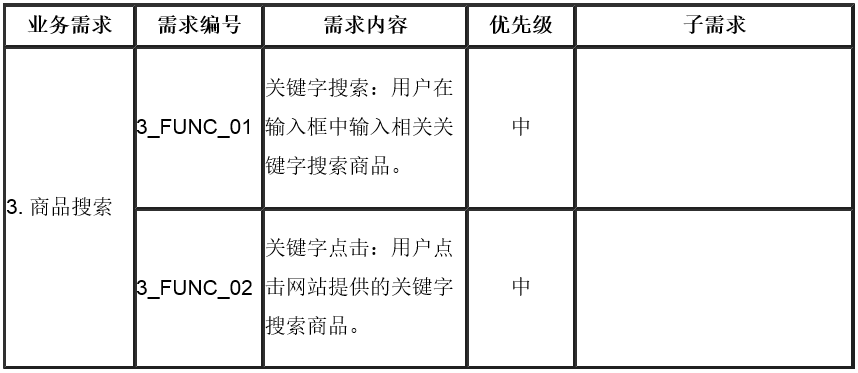 业务需求 需求编号 需求内容 优先级 子需求
关键字搜索：用户在
3_FUNC_01 输入框中输入相关关 中
键字搜索商品。
3. 商品搜索
关键字点击：用户点
3_FUNC_02 击网站提供的关键字 中
搜索商品。